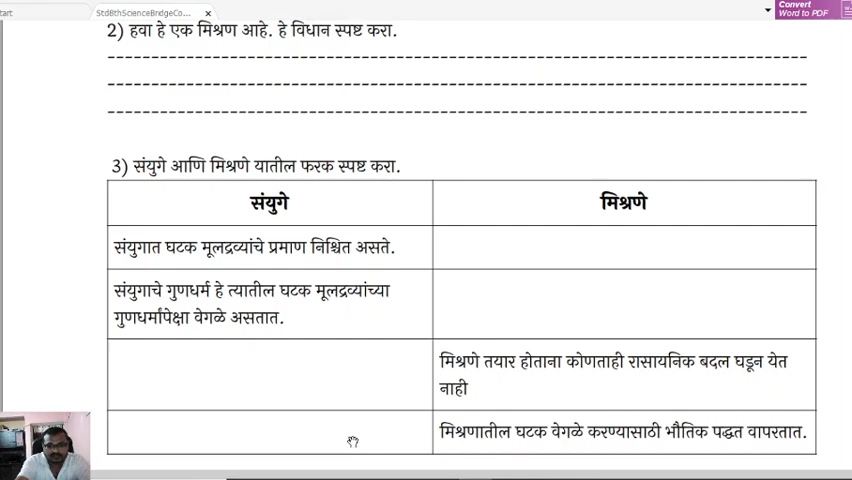 tart
StdBthScienceBridgeCo...
Convert
Word to PDF
2) हवा हे एक मिश्रण आहे. हे विधान स्पष्ट करा.
3) संयुगे आणि मिश्रणे यातील फरक स्पष्ट करा.
संयुगे मिश्रणे
संयुगात घटक मूलद्रव्यांचे प्रमाण निश्चित असते.
संयुगाचे गुणधर्म हे त्यातील घटक मूलद्रव्यांच्या
गुणधर्मांपेक्षा वेगळे असतात.
मिश्रणे तयार होताना कोणताही रासायनिक बदल घडून येत
नाही
मिश्रणातील घटक वेगळे करण्यासाठी भौतिक पद्धत वापरतात.